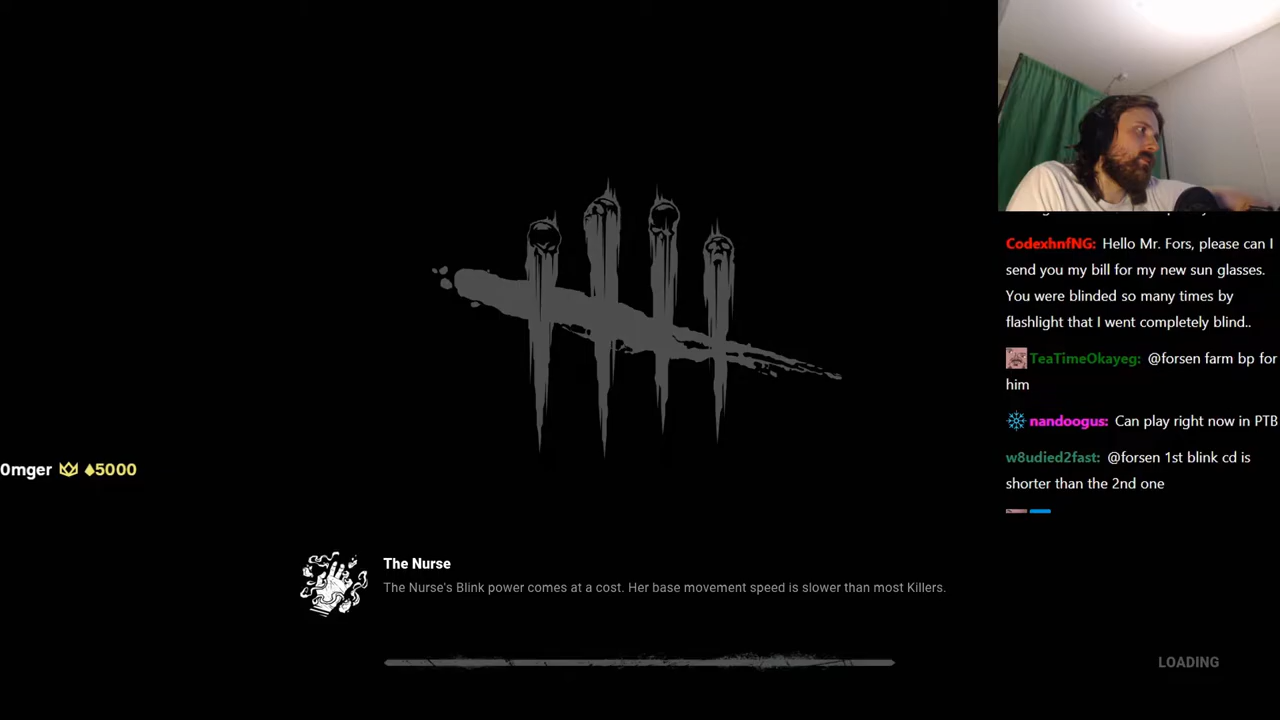 CodexhnfNG: Hello Mr. Fors, please can I
send you my bill for my new sun glasses.
You were blinded so many times by
flashlight that I went completely blind..
TeaTimeOkayeg: @forsen farm bp for
him
nandoogus: Can play right now in PTB
w8udied2fast: @forsen 1st blink cd is
shorter than the 2nd one
0mger 5000
The Nurse
The Nurse's Blink power comes at a cost. Her base movement speed is slower than most Killers.
LOADING